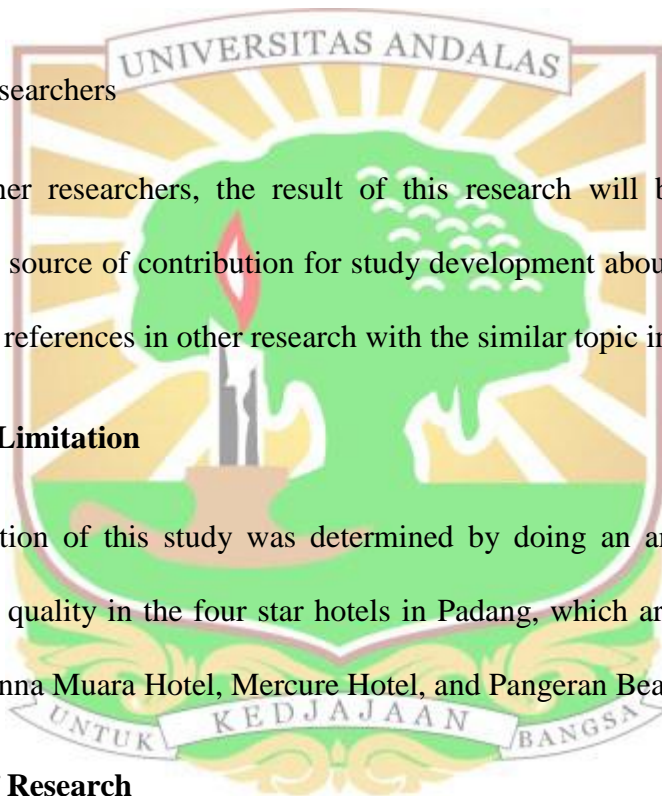 UNIVERSITAS ANDALAS
searchers
her researchers, the result of this research will b
source of contribution for study development abou
references in other research with the similar topic in
Limitation
tion of this study was determined by doing an an
quality in the four star hotels in Padang, which ar
nna Muara Hotel, Mercure Hotel, and Pangeran Bea
UNTUK KEDJAJAAN BANGSA
Research